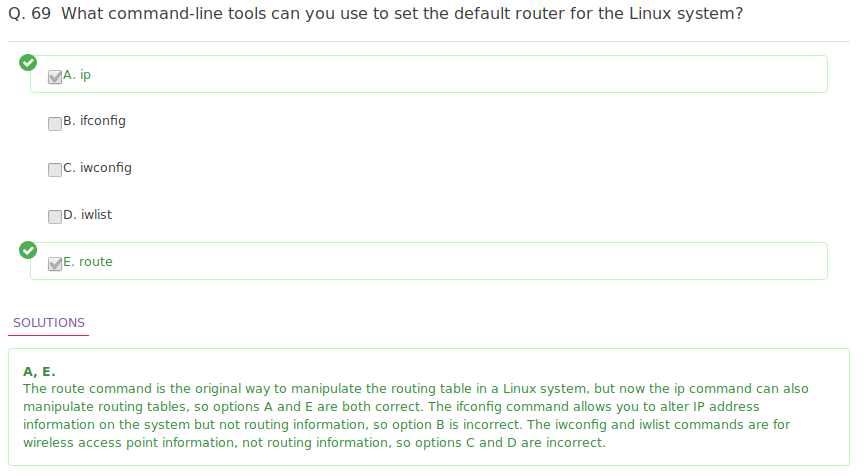 Q. 69 What command-line tools can you use to set the default router for the Linux system?
A. ip
B. ifconfig
C. iwconfig
D. iwlist
E. route
SOLUTIONS
A, E.
The route command is the original way to manipulate the routing table in a Linux system, but now the ip command can also
manipulate routing tables, so options A and E are both correct. The ifconfig command allows you to alter IP address
information on the system but not routing information, so option B is incorrect. The iwconfig and iwlist commands are for
wireless access point information, not routing information, so options C and D are incorrect.